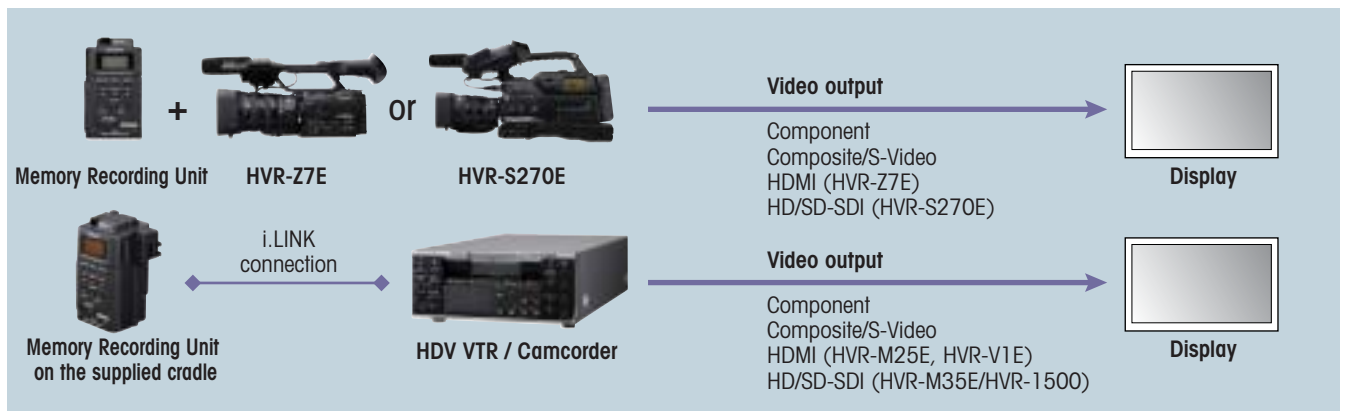 +
or
Memory Recording Unit
HVR-Z7E
HVR-S270E
Video output
Component
Composite/S-Video
HDMI (HVR-Z7E)
HD/SD-SDI (HVR-S270E)
Display
i.LINK
connection
Memory Recording Unit
on the supplied cradle
HDV VTR / Camcorder
Video output
Component
Composite/S-Video
HDMI (HVR-M25E, HVR-V1E)
HD/SD-SDI (HVR-M35E/HVR-1500)
Display